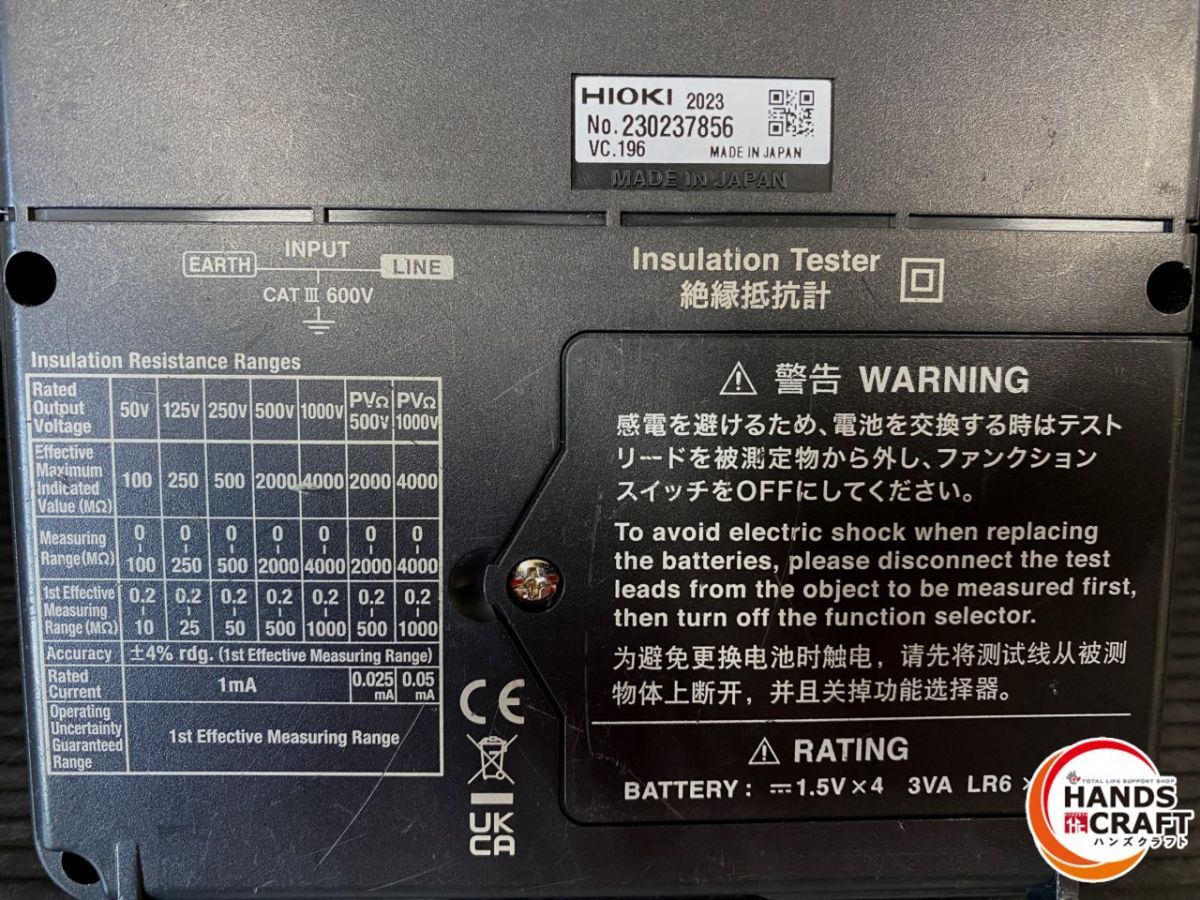 HIOKI 2023
No.230237856
VC.196 MADE IN JAPAN
MADE IN JAPAN
INPUT
EARTH LINE
CAT III 600V
Insulation Tester
絶縁抵抗計
Insulation Resistance Ranges
Rated Output Voltage 50V 125V 250V 500V 1000V PVΩ 500V PVΩ 1000V
Effective Maximum Indicated Value (MΩ) 100 250 500 2000 4000 2000 4000
Measuring Range(MΩ) 0-100 0-250 0-500 0-2000 0-4000 0-2000 0-4000
1st Effective Measuring Range(MΩ) 0.2-10 0.2-25 0.2-50 0.2-500 0.2-1000 0.2-500 0.2-1000
Accuracy ±4% rdg. (1st Effective Measuring Range)
Rated Current 1mA 0.025 mA 0.05 mA
Operating Uncertainty Guaranteed Range 1st Effective Measuring Range
CE
UK
CA
⚠ 警告 WARNING
感電を避けるため、電池を交換する時はテスト
リードを被測定物から外し、ファンクション
スイッチをOFFにしてください。
To avoid electric shock when replacing
the batteries, please disconnect the test
leads from the object to be measured first,
then turn off the function selector.
为避免更换电池时触电，请先将测试线从被测
物体上断开，并且关掉功能选择器。
⚠ RATING
BATTERY: ⎓1.5V×4 3VA LR6 ×
TOTAL LIFE SUPPORT SHOP
HANDS
CRAFT
ハンズクラフト